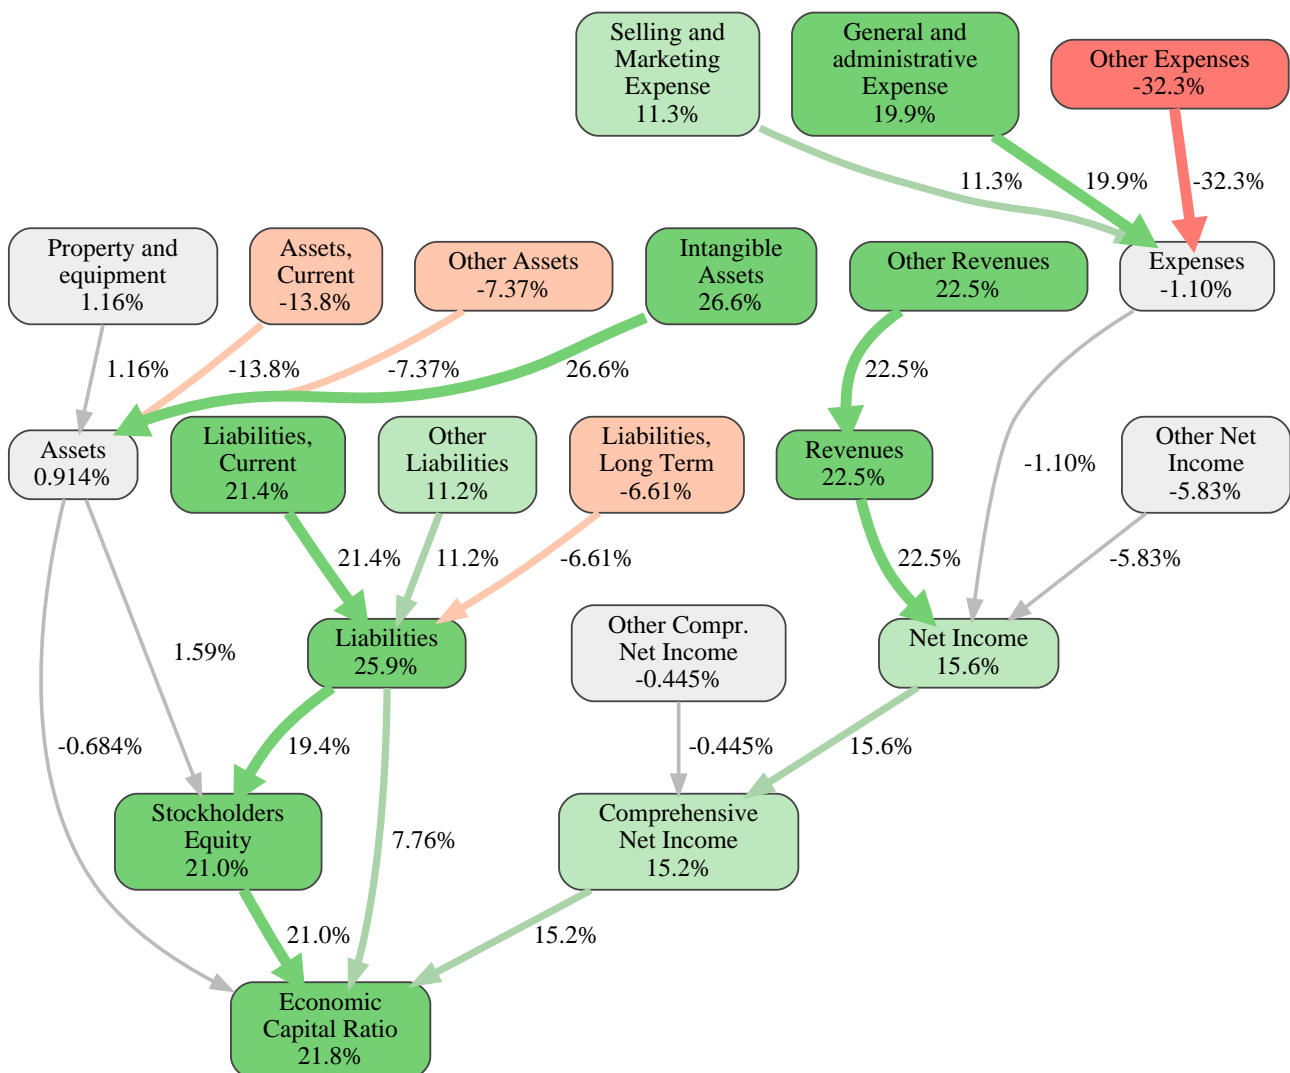 Selling and
Marketing
Expense
11.3%
General and
administrative
Expense
19.9%
Other Expenses
-32.3%
11.3%
19.9%
-32.3%
Property and
equipment
1.16%
Assets,
Current
-13.8%
Other Assets
-7.37%
Intangible
Assets
26.6%
Other Revenues
22.5%
Expenses
-1.10%
1.16%
-13.8%
-7.37%
26.6%
22.5%
Assets
0.914%
Liabilities,
Current
21.4%
Other
Liabilities
11.2%
Liabilities,
Long Term
-6.61%
Revenues
22.5%
-1.10%
Other Net
Income
-5.83%
21.4%
11.2%
-6.61%
22.5%
-5.83%
1.59%
Liabilities
25.9%
Other Compr.
Net Income
-0.445%
Net Income
15.6%
-0.684%
19.4%
-0.445%
15.6%
Stockholders
Equity
21.0%
7.76%
Comprehensive
Net Income
15.2%
21.0%
15.2%
Economic
Capital Ratio
21.8%